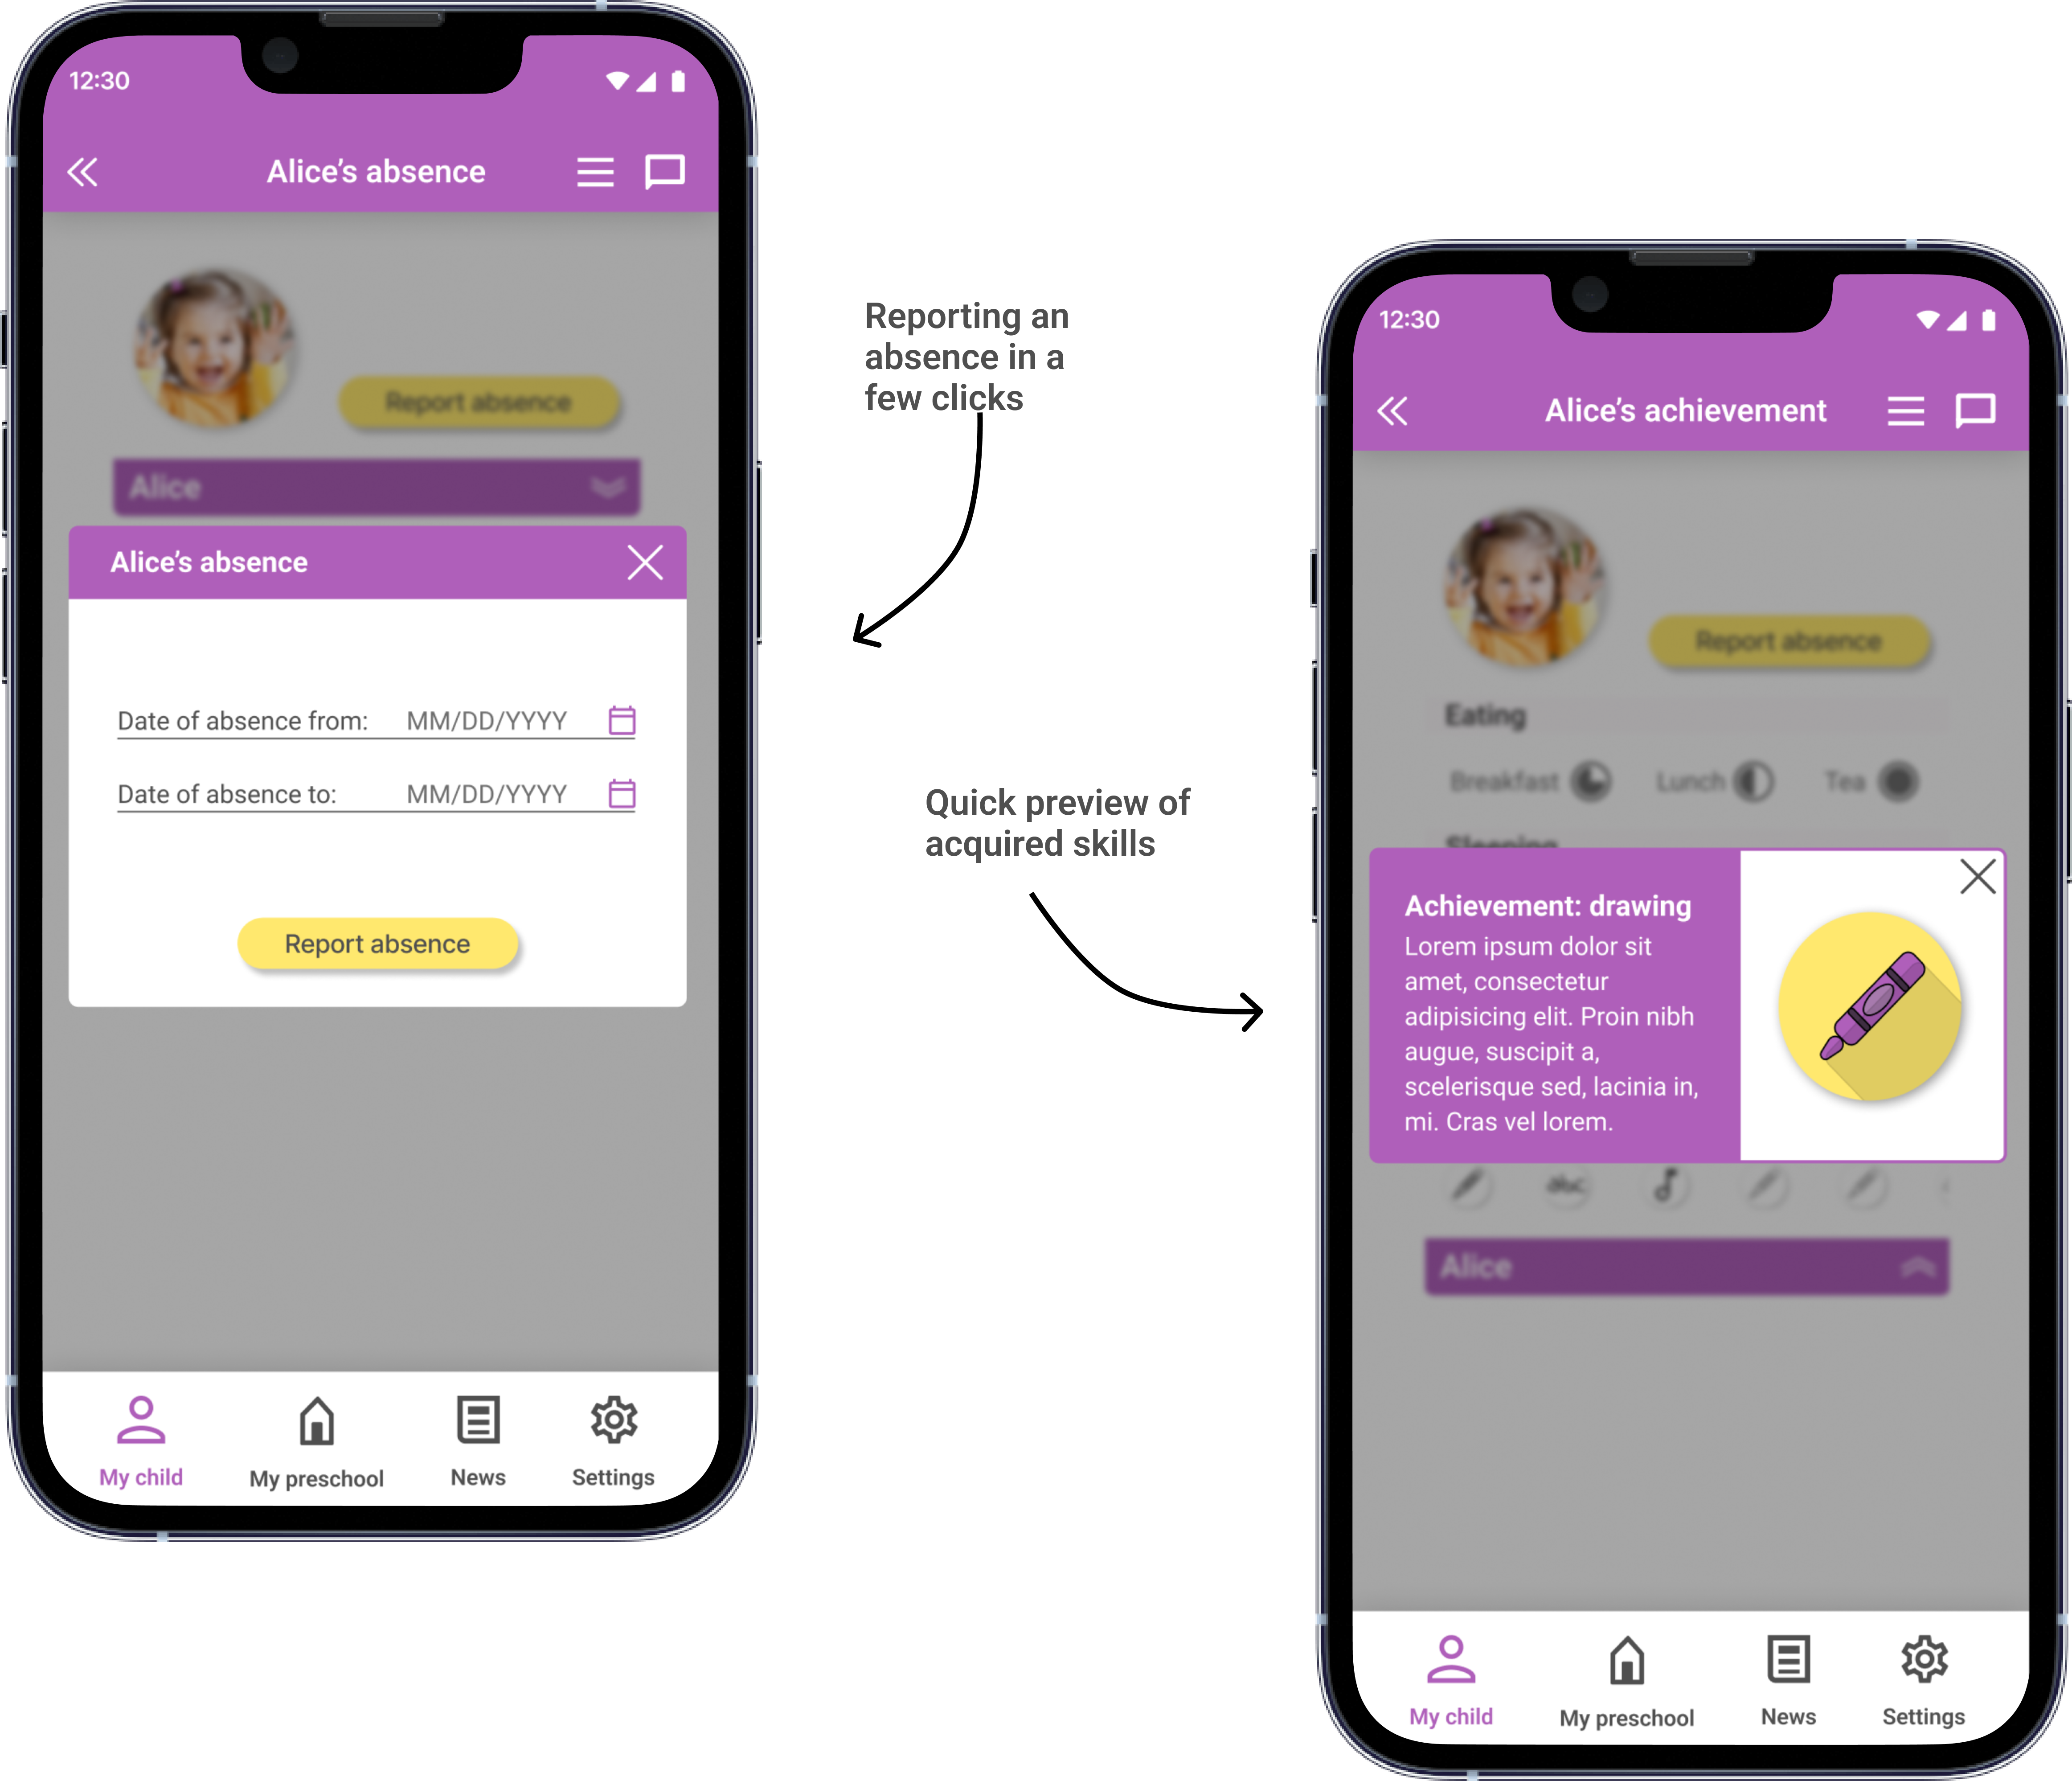 12:30
Alice’s absence
Report absence
Alice
Alice’s absence
Date of absence from: MM/DD/YYYY
Date of absence to: MM/DD/YYYY
Report absence
My child My preschool News Settings
Reporting an
absence in a
few clicks
Quick preview of
acquired skills
12:30
Alice’s achievement
Report absence
Eating
Breakfast Lunch Tea
Sleeping
Achievement: drawing
Lorem ipsum dolor sit
amet, consectetur
adipisicing elit. Proin nibh
augue, suscipit a,
scelerisque sed, lacinia in,
mi. Cras vel lorem.
abc
Alice
My child My preschool News Settings